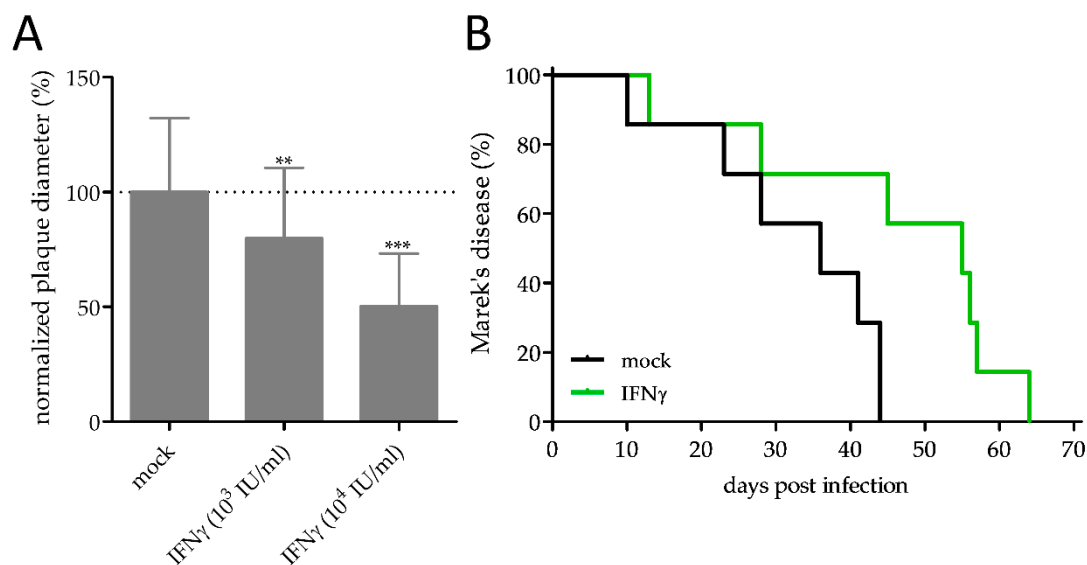 A
normalized plaque diameter (%)
150
100
50
0
**
***
mock
IFNγ (10³ IU/ml)
IFNγ (10⁴ IU/ml)
B
Marek's disease (%)
100
80
60
40
20
0
mock
IFNγ
0 10 20 30 40 50 60 70
days post infection